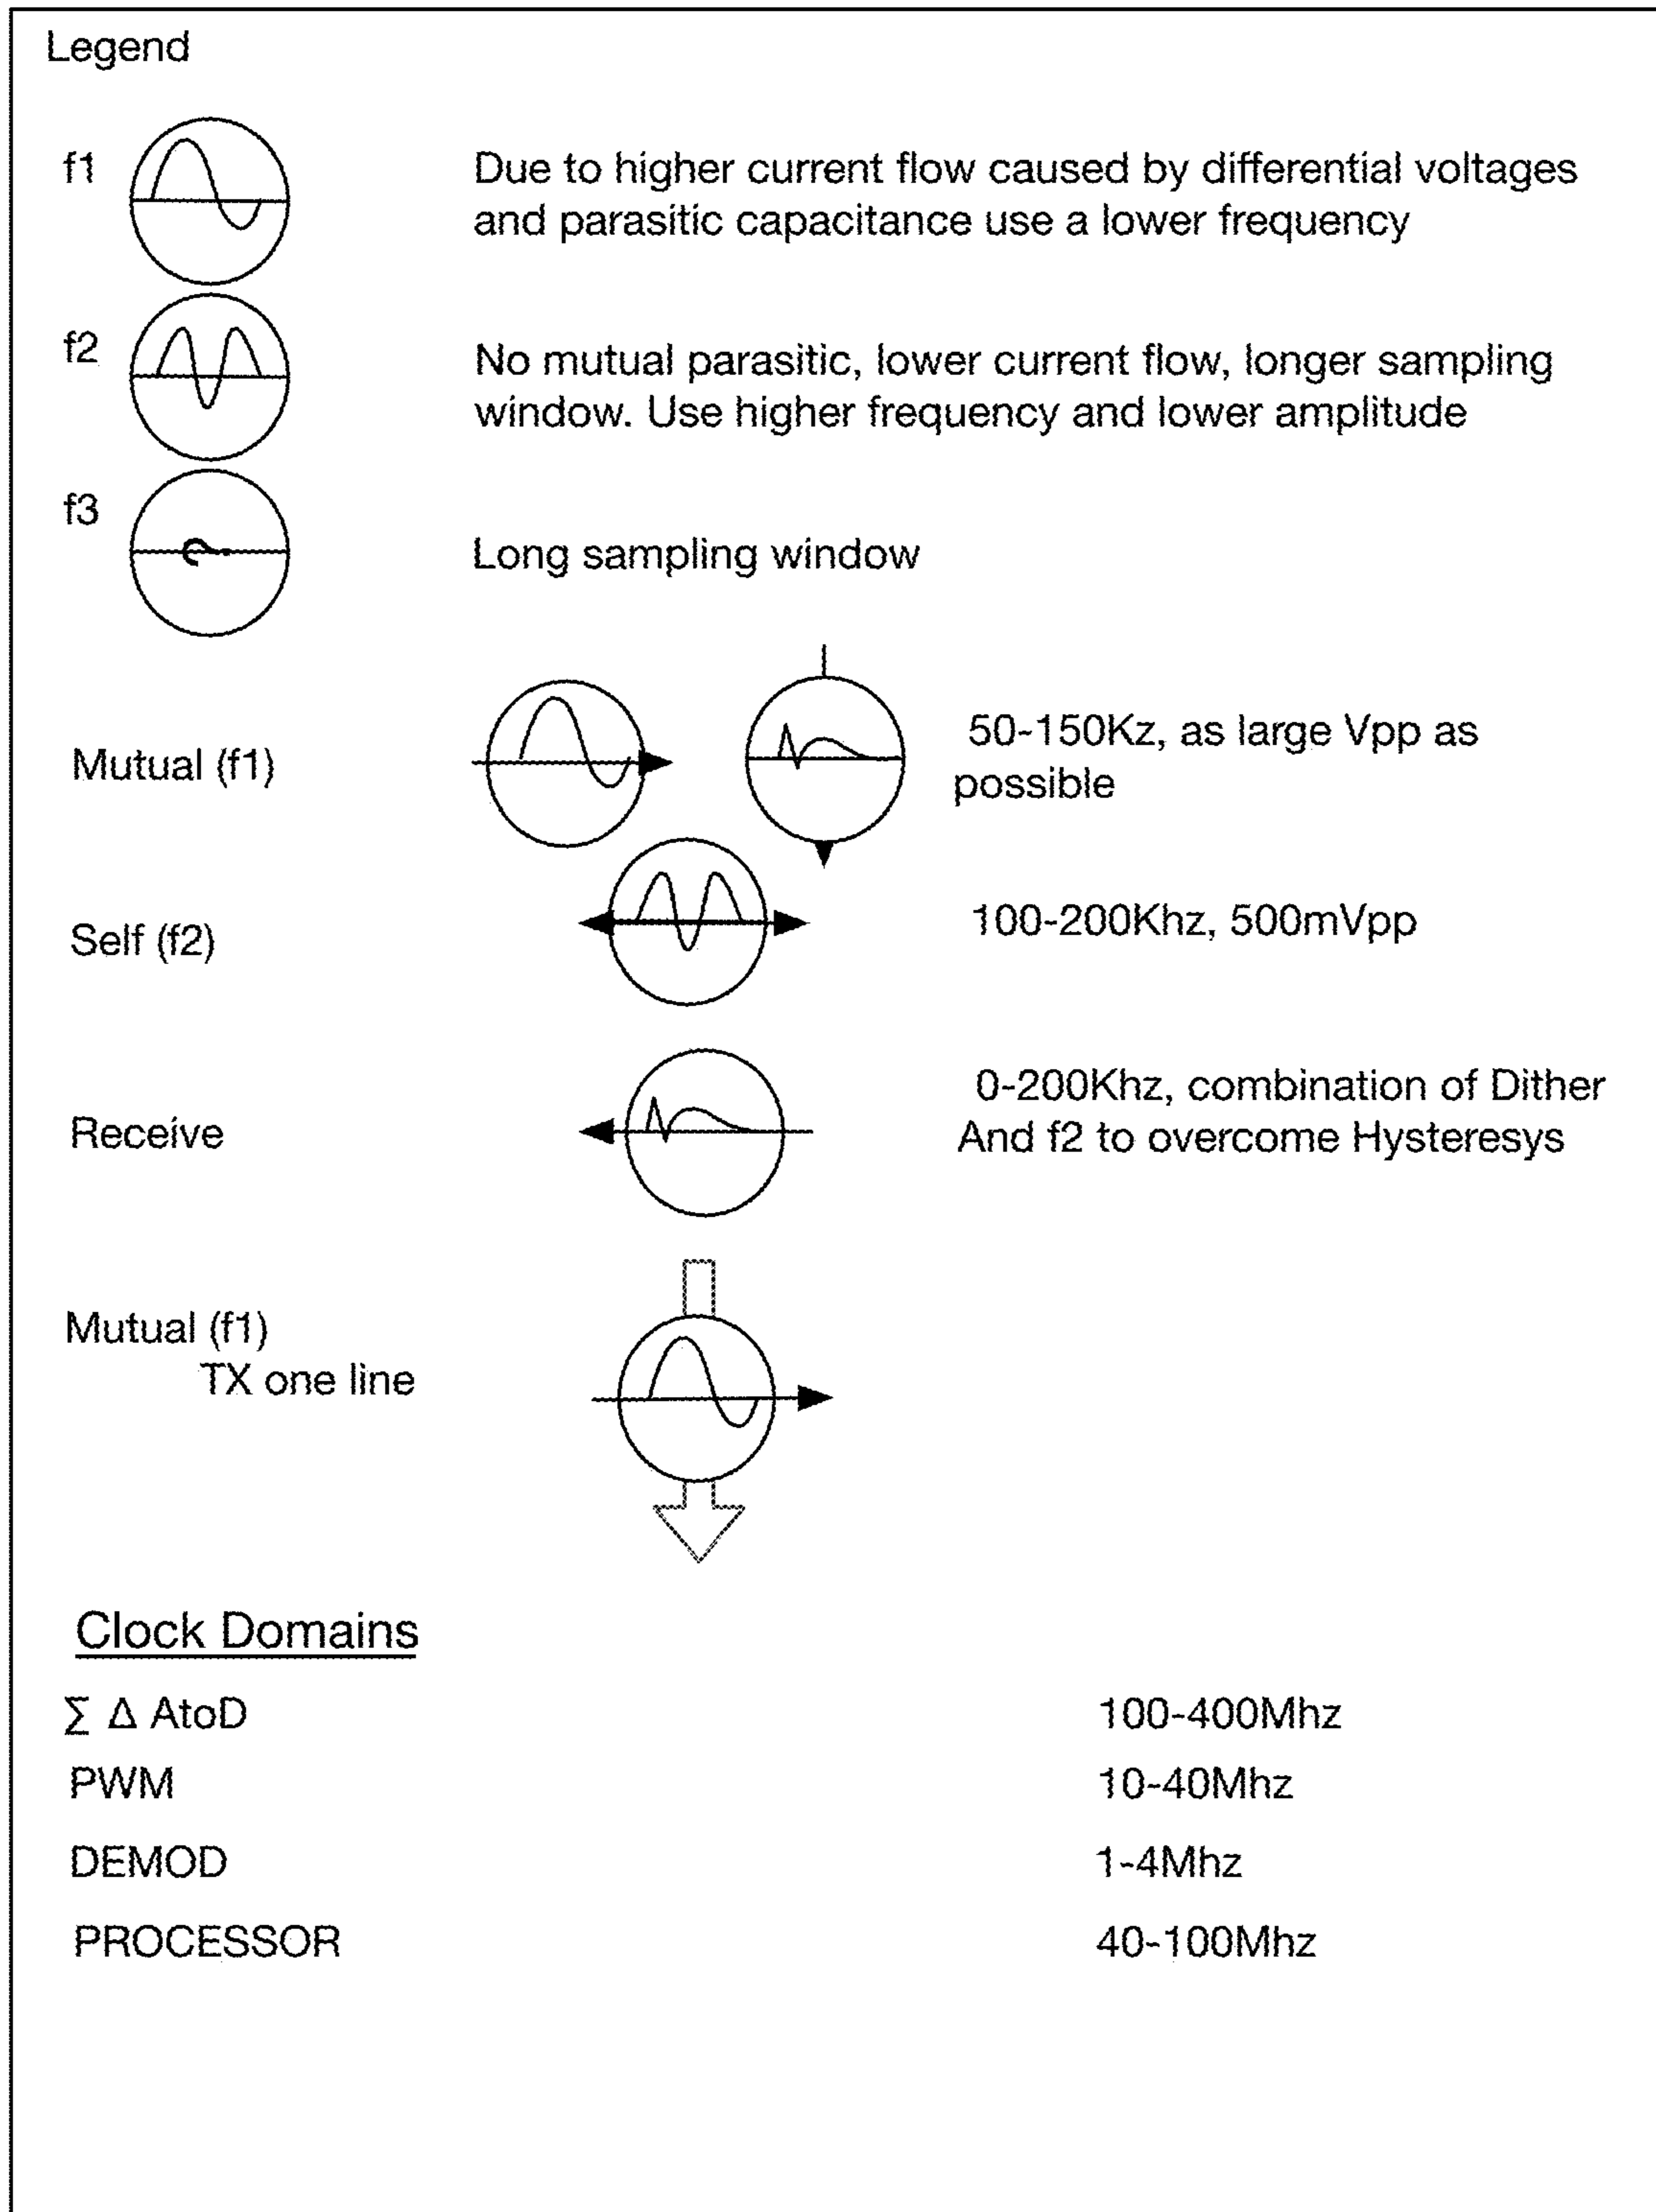 Legend
f1
Due to higher current flow caused by differential voltages
and parasitic capacitance use a lower frequency
f2
No mutual parasitic, lower current flow, longer sampling
window. Use higher frequency and lower amplitude
f3
Long sampling window
Mutual (f1)
50-150Kz, as large Vpp as
possible
Self (f2)
100-200Khz, 500mVpp
Receive
0-200Khz, combination of Dither
And f2 to overcome Hysteresys
Mutual (f1)
TX one line
Clock Domains
∑ Δ AtoD 100-400Mhz
PWM 10-40Mhz
DEMOD 1-4Mhz
PROCESSOR 40-100Mhz